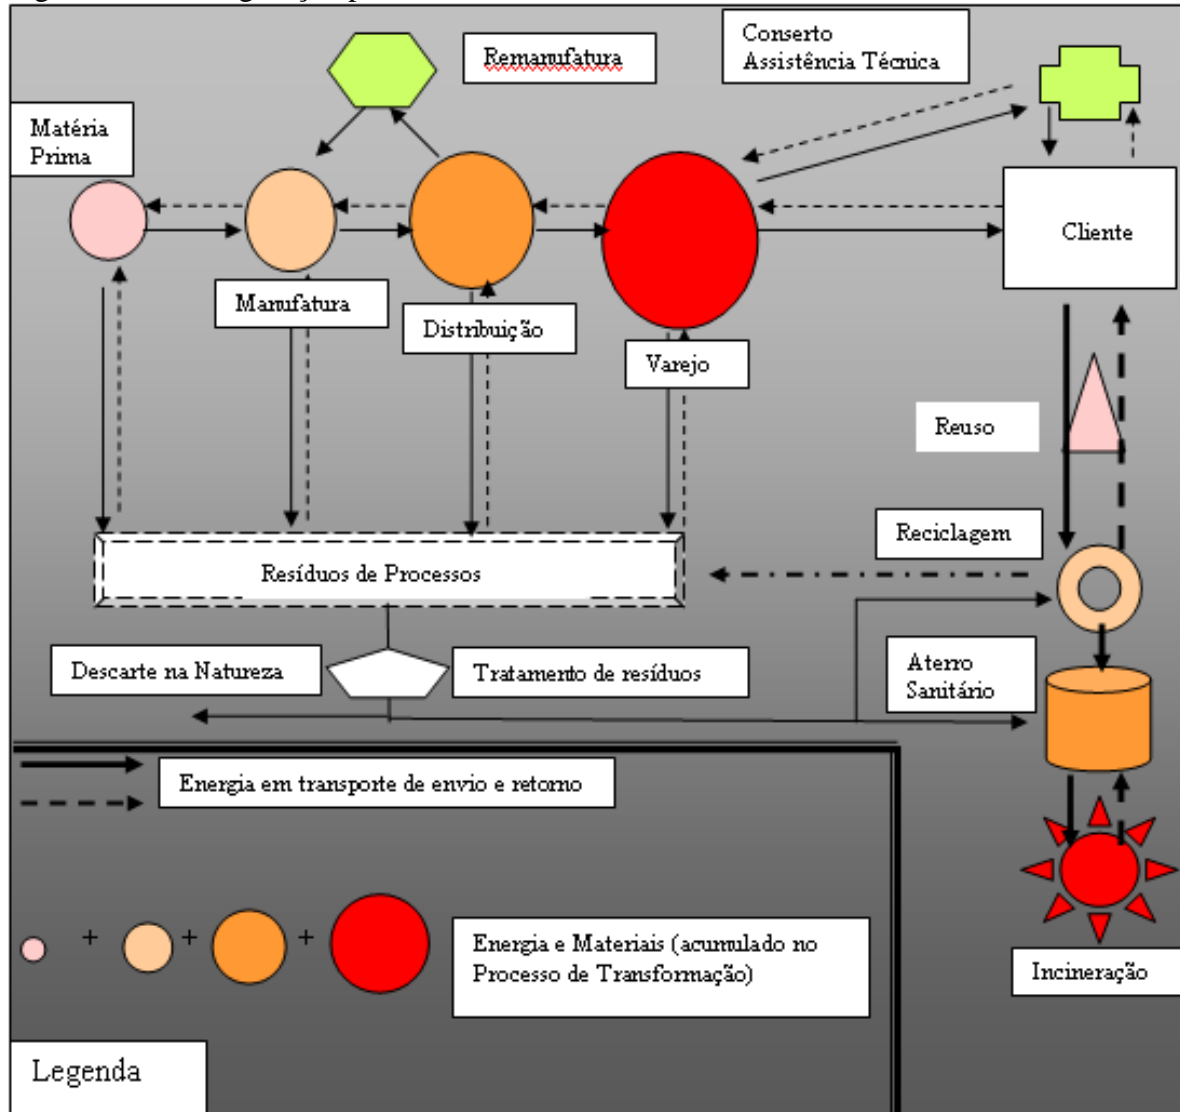 Remanufatura
Conserto
Assistência Técnica
Matéria
Prima
Cliente
Manufatura
Distribuição
Varejo
Reuso
Reciclagem
Resíduos de Processos
Descarte na Natureza
Tratamento de resíduos
Aterro
Sanitário
Energia em transporte de envio e retorno
+ + +
Energia e Materiais (acumulado no
Processo de Transformação)
Incineração
Legenda